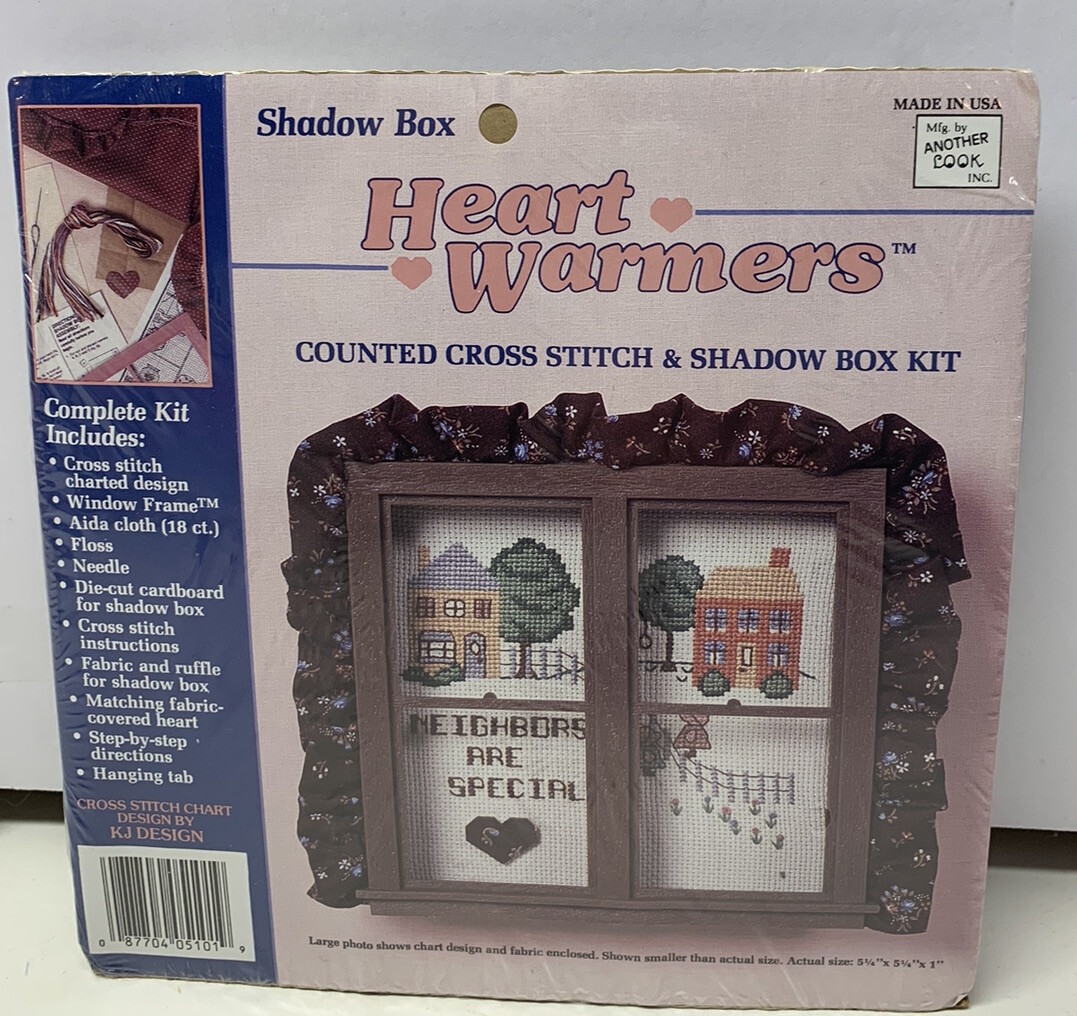 Shadow Box
MADE IN USA
Mfg. by
ANOTHER
LOOK
INC.
Heart
Warmers™
COUNTED CROSS STITCH & SHADOW BOX KIT
Complete Kit
Includes:
• Cross stitch
charted design
• Window Frame™
• Aida cloth (18 ct.)
• Floss
• Needle
• Die-cut cardboard
for shadow box
• Cross stitch
instructions
• Fabric and ruffle
for shadow box
• Matching fabric-
covered heart
• Step-by-step
directions
• Hanging tab
CROSS STITCH CHART
DESIGN BY
KJ DESIGN
0 87704 05101 9
NEIGHBORS
ARE
SPECIAL
Large photo shows chart design and fabric enclosed. Shown smaller than actual size. Actual size: 5¼"x 5¼"x 1"